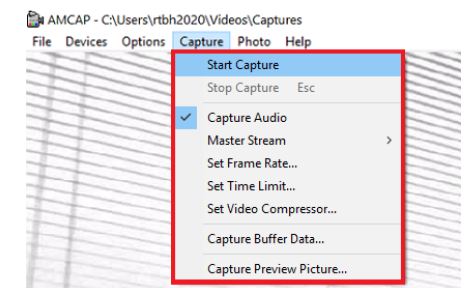 AMCAP - C:\Users\rtbh2020\Videos\Captures
File Devices Options Capture Photo Help
Start Capture
Stop Capture Esc
Capture Audio
Master Stream
Set Frame Rate...
Set Time Limit...
Set Video Compressor...
Capture Buffer Data...
Capture Preview Picture...